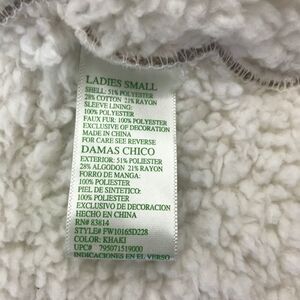 LADIES SMALL
SHELL: 51% POLYESTER
28% COTTON 21% RAYON
SLEEVE LINING:
100% POLYESTER
FAUX FUR: 100% POLYESTER
EXCLUSIVE OF DECORATION
MADE IN CHINA
FOR CARE SEE REVERSE
DAMAS CHICO
EXTERIOR: 51% POLIESTER
28% ALGODON 21% RAYON
FORRO DE MANGA:
100% POLIESTER
PIEL DE SINTETICO:
100% POLIESTER
EXCLUSIVO DE DECORACION
HECHO EN CHINA
RN# 83814
STYLE# FW10165D228
COLOR: KHAKI
UPC# 795071519000
INDICACIONES EN EL VERSO